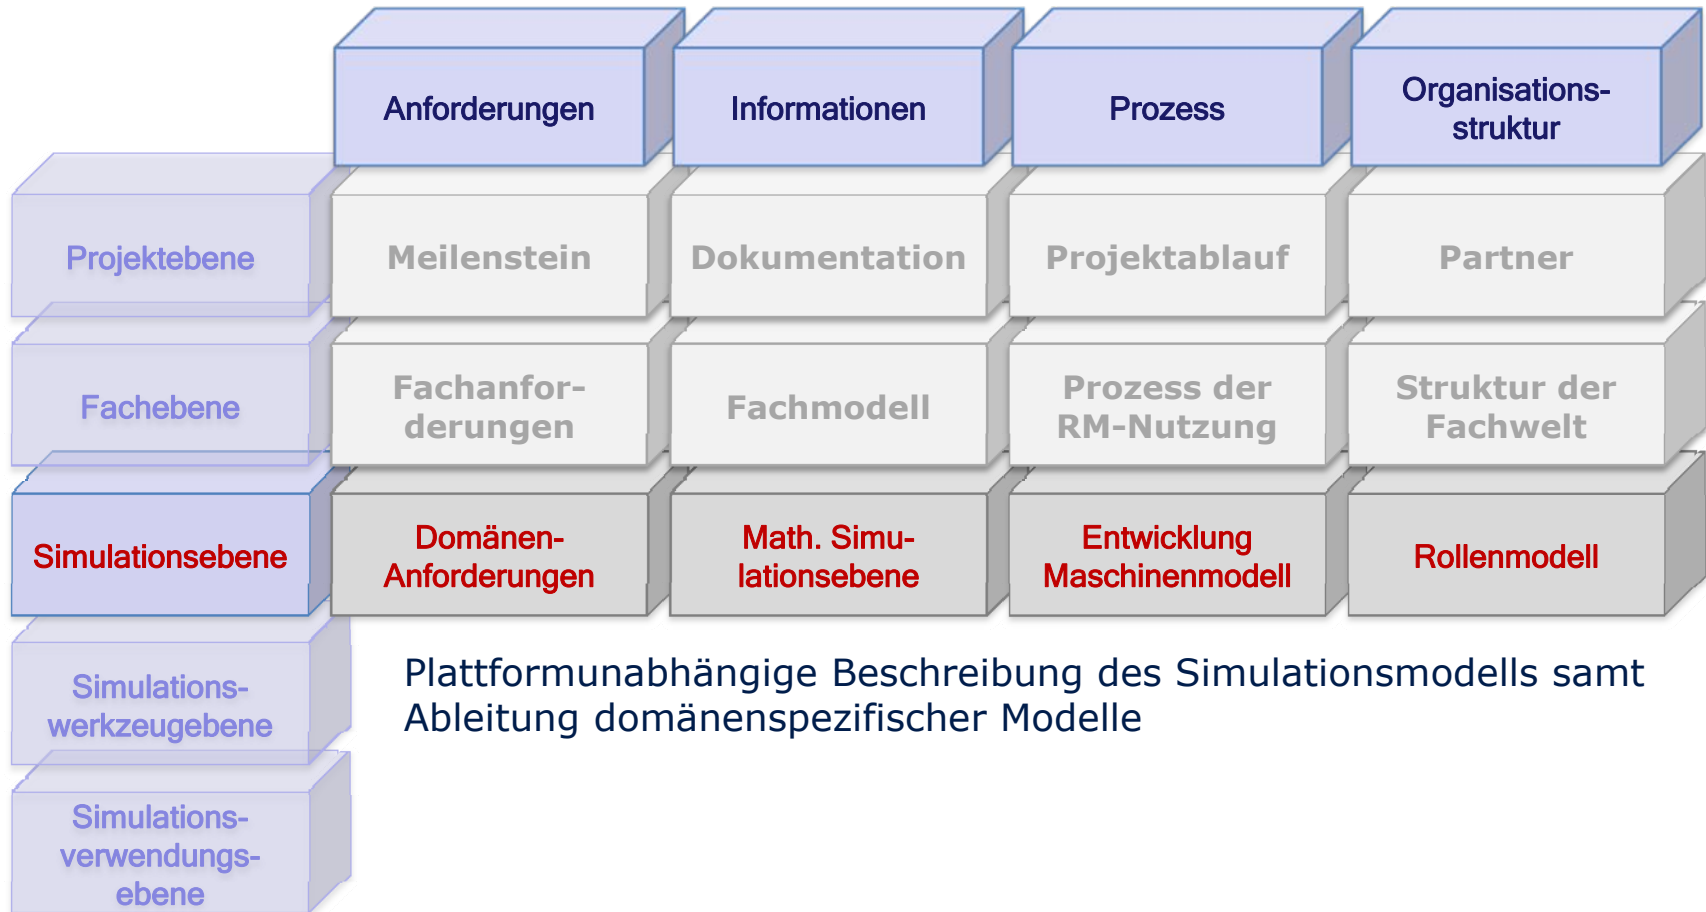 Anforderungen
Informationen
Prozess
Organisations-
struktur
Projektebene
Meilenstein
Dokumentation
Projektablauf
Partner
Fachebene
Fachanfor-
derungen
Fachmodell
Prozess der
RM-Nutzung
Struktur der
Fachwelt
Simulationsebene
Domänen-
Anforderungen
Math. Simu-
lationsebene
Entwicklung
Maschinenmodell
Rollenmodell
Simulations-
werkzeugebene
Plattformunabhängige Beschreibung des Simulationsmodells samt
Ableitung domänenspezifischer Modelle
Simulations-
verwendungs-
ebene